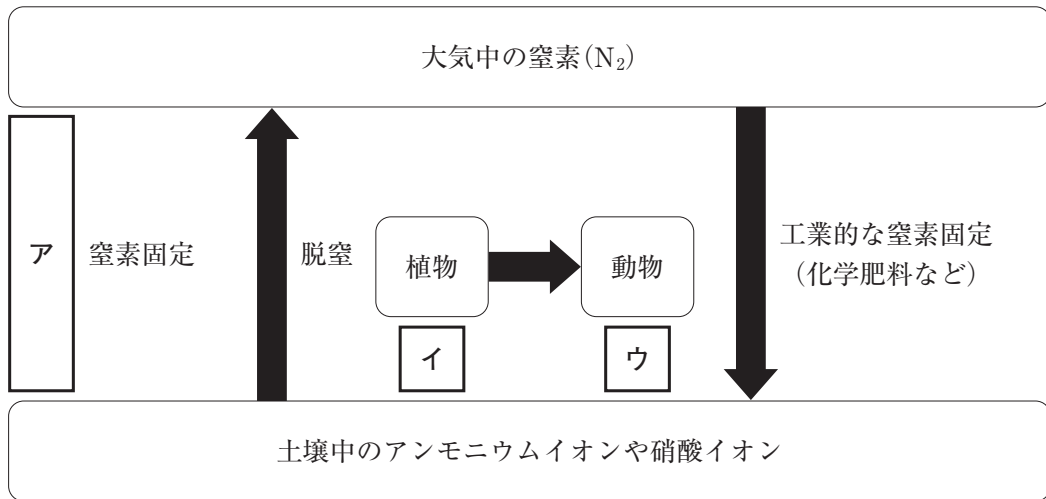 大気中の窒素(N₂)
ア
窒素固定
脱窒
植物
動物
工業的な窒素固定
(化学肥料など)
イ
ウ
土壌中のアンモニウムイオンや硝酸イオン